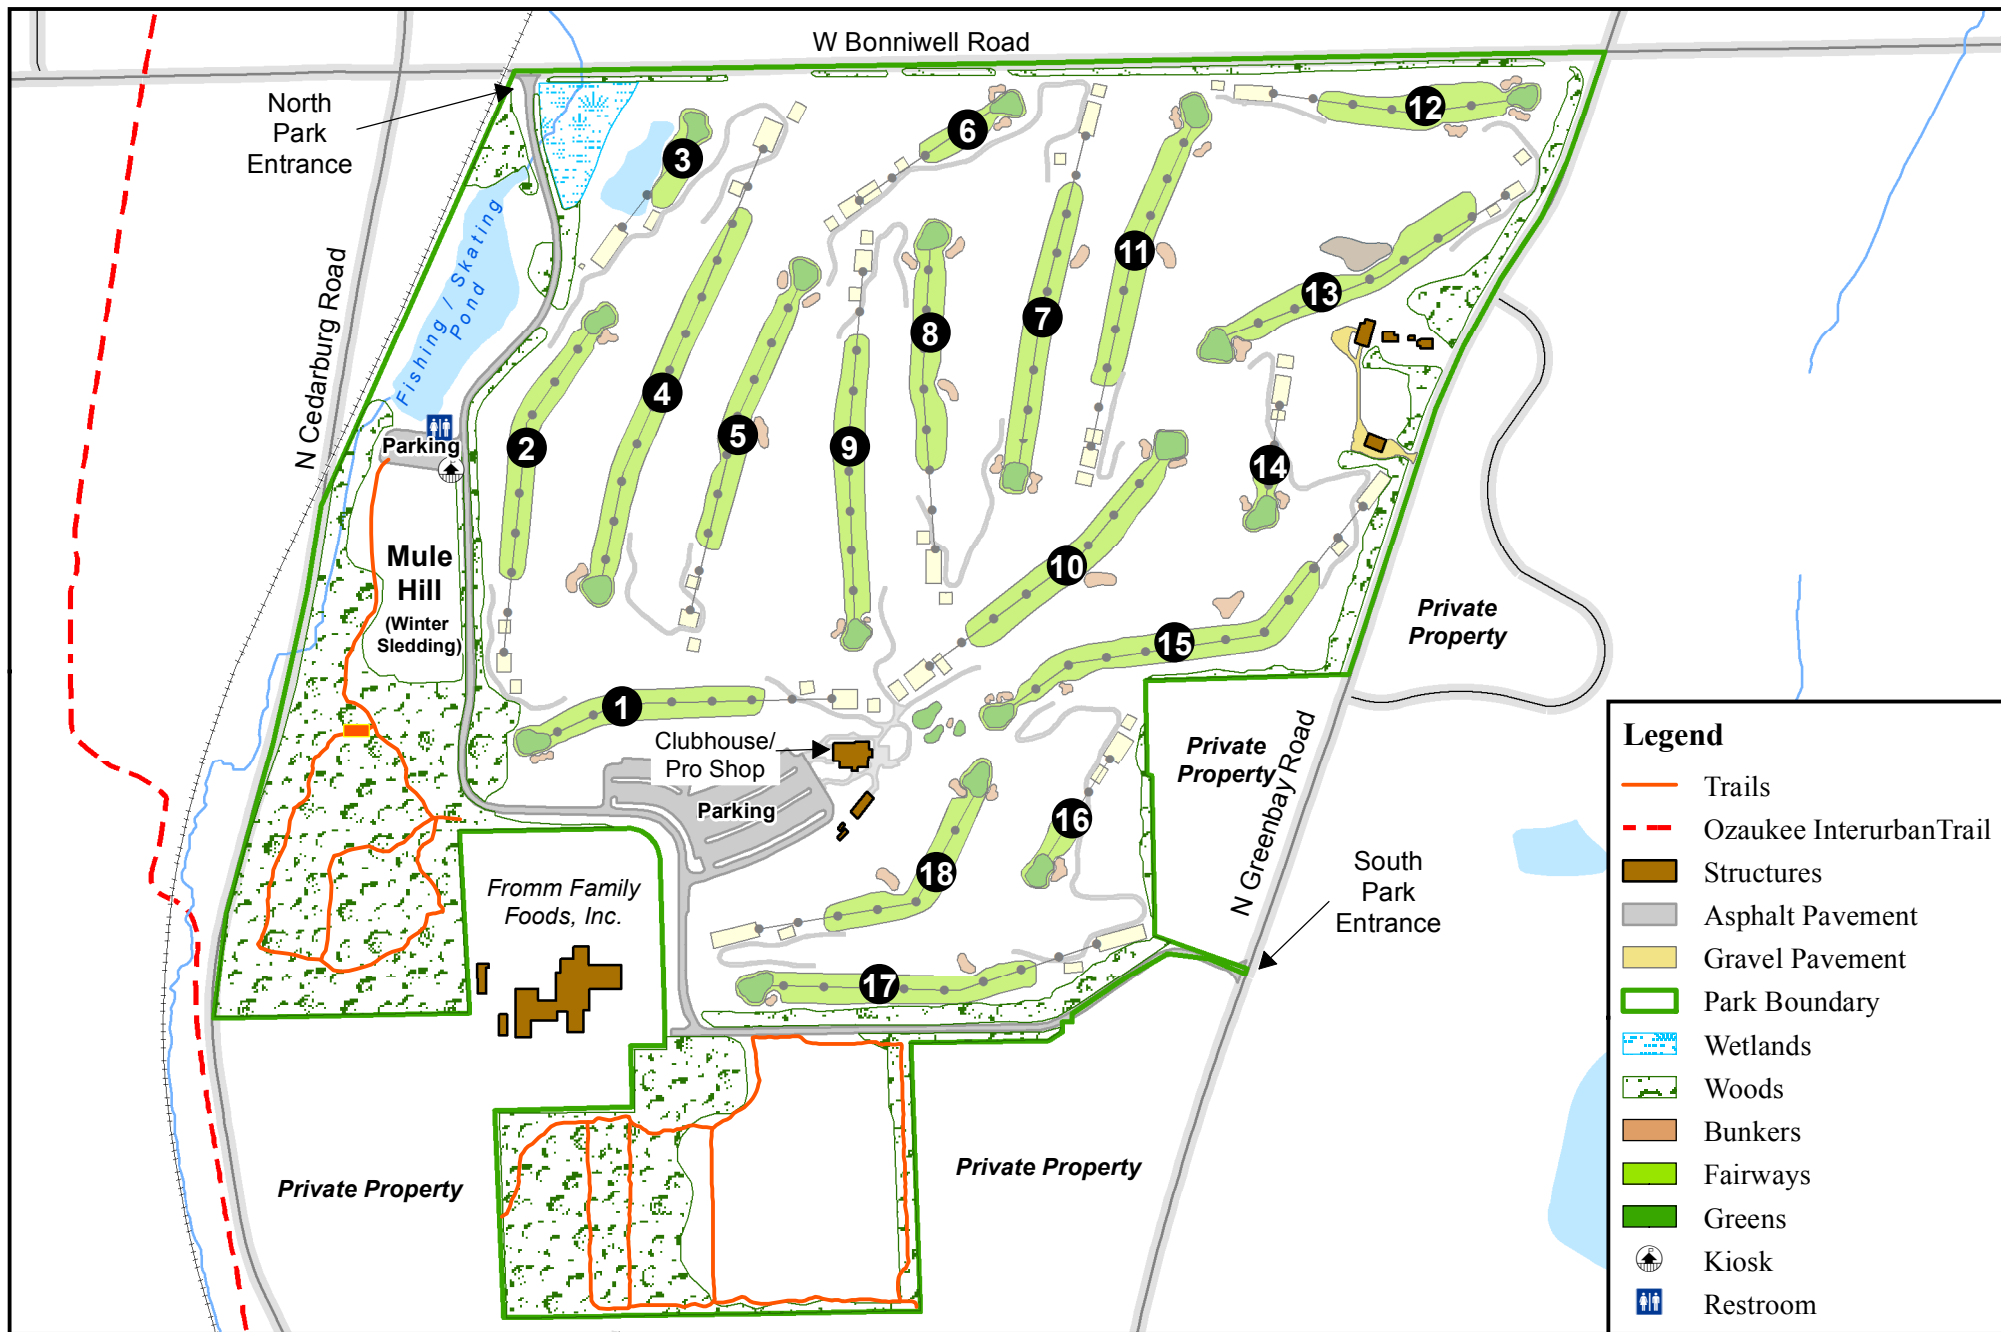 W Bonniwell Road
North
Park
Entrance
N Cedarburg Road
Fishing / Skating
Pond
Parking
Mule
Hill
(Winter
Sledding)
3
6
12
11
13
7
8
4
5
9
2
14
10
15
1
Clubhouse/
Pro Shop
Parking
16
18
17
Private
Property
Private
Property
N Greenbay Road
South
Park
Entrance
Fromm Family
Foods, Inc.
Private Property
Private Property
Legend
Trails
Ozaukee InterurbanTrail
Structures
Asphalt Pavement
Gravel Pavement
Park Boundary
Wetlands
Woods
Bunkers
Fairways
Greens
Kiosk
Restroom